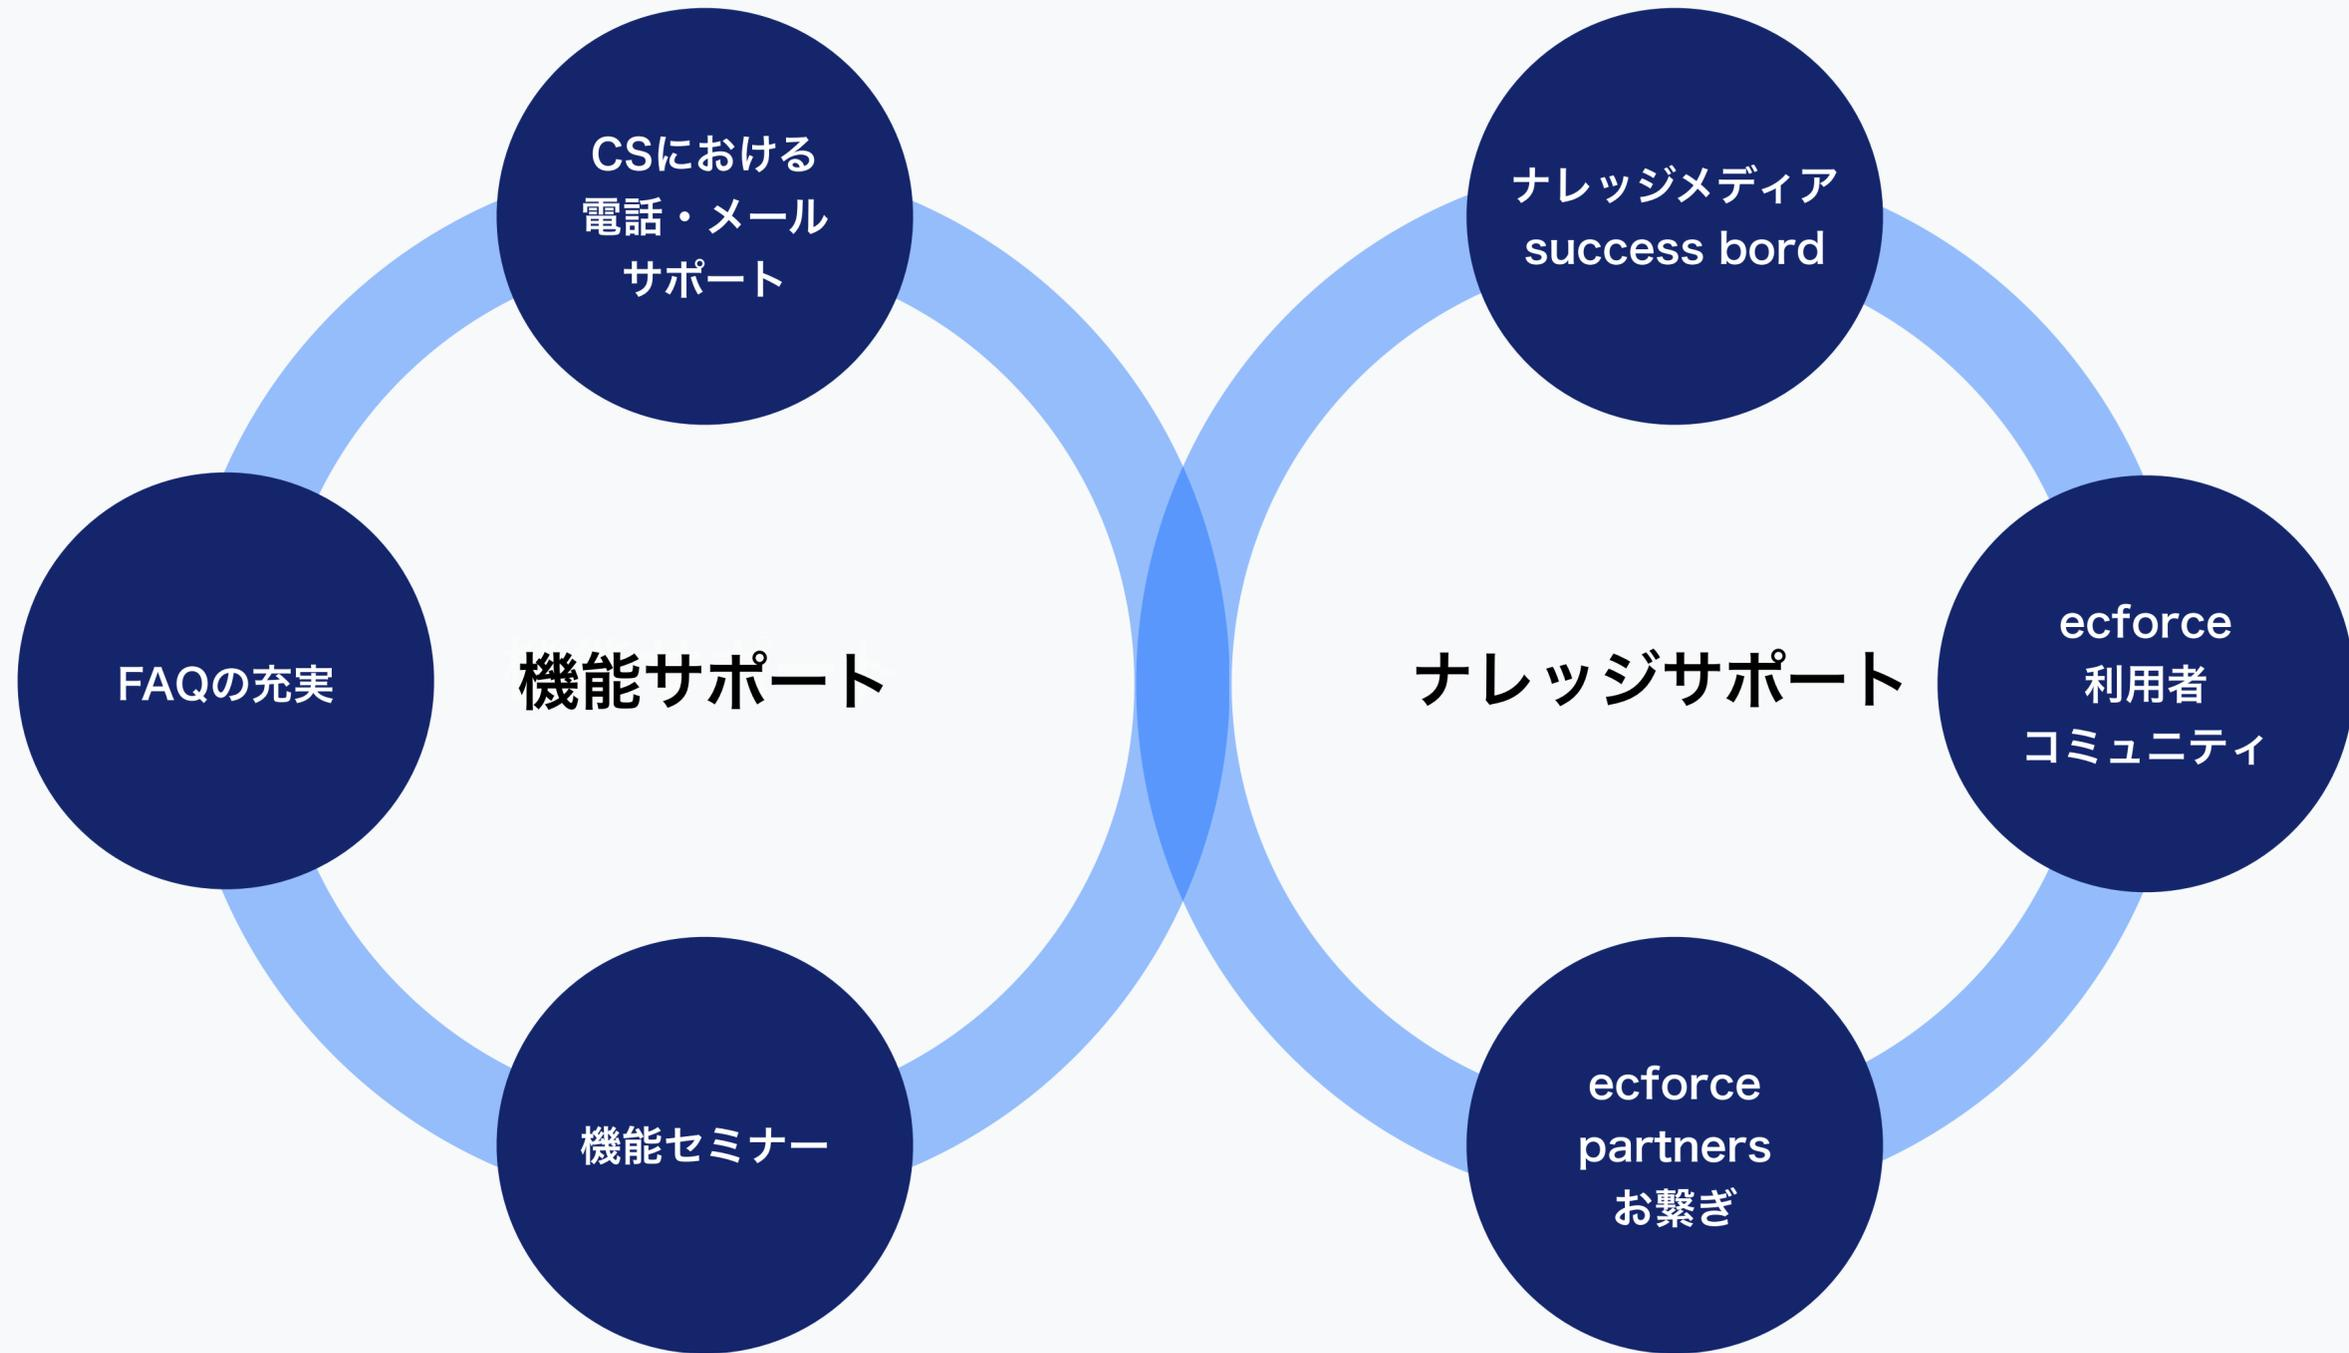 CSにおける
電話・メール
サポート
FAQの充実
機能サポート
機能セミナー
ナレッジメディア
success bord
ナレッジサポート
ecforce
利用者
コミュニティ
ecforce
partners
お繋ぎ